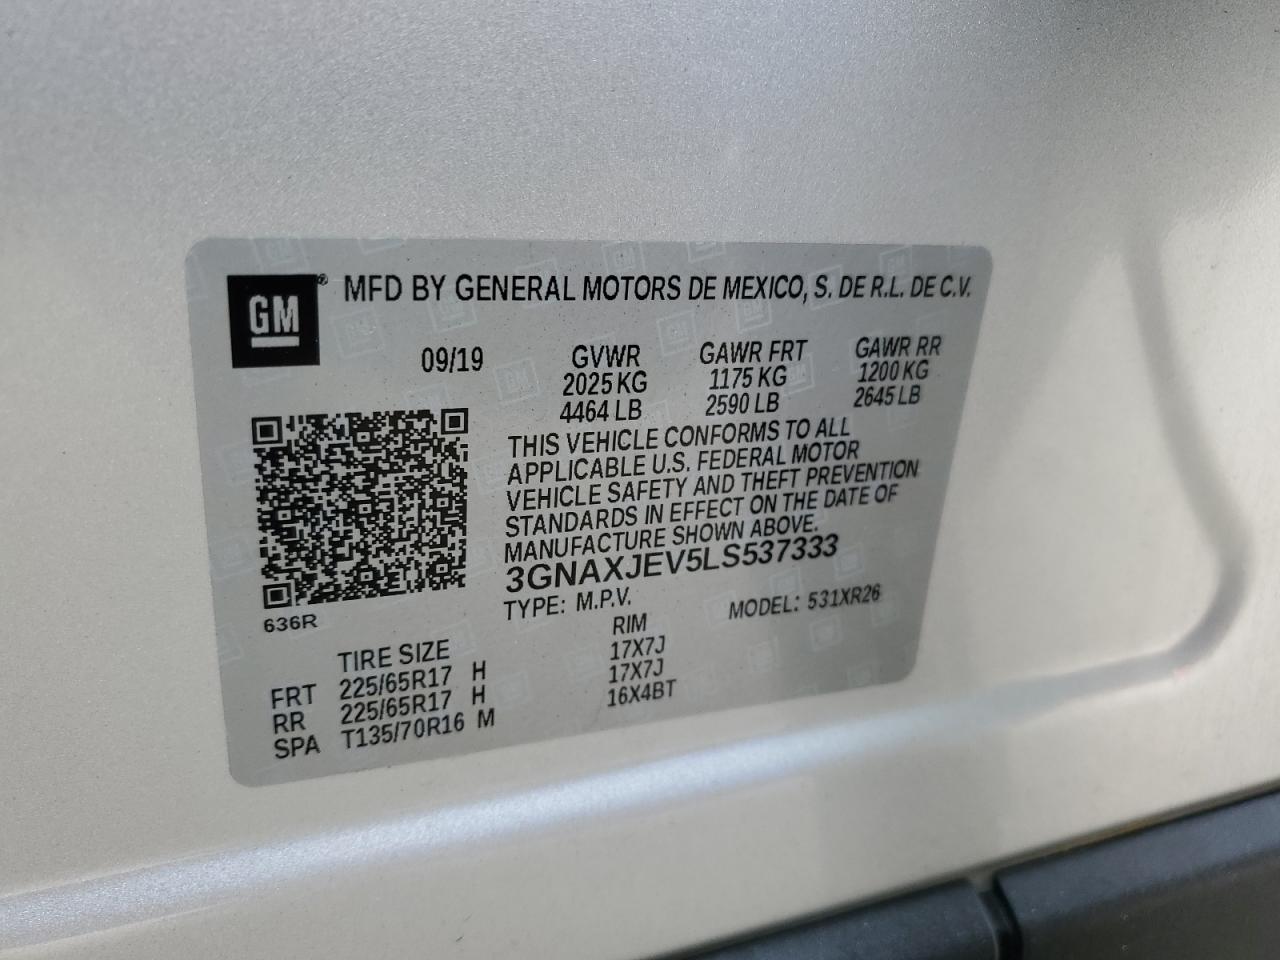 GM® MFD BY GENERAL MOTORS DE MEXICO, S. DE R.L. DE C.V.
09/19 GVWR GAWR FRT GAWR RR
2025 KG 1175 KG 1200 KG
4464 LB 2590 LB 2645 LB
THIS VEHICLE CONFORMS TO ALL
APPLICABLE U.S. FEDERAL MOTOR
VEHICLE SAFETY AND THEFT PREVENTION
STANDARDS IN EFFECT ON THE DATE OF
MANUFACTURE SHOWN ABOVE.
3GNAXJEV5LS537333
TYPE: M.P.V. MODEL: 531XR26
636R
TIRE SIZE RIM
FRT 225/65R17 H 17X7J
RR 225/65R17 H 17X7J
SPA T135/70R16 M 16X4BT